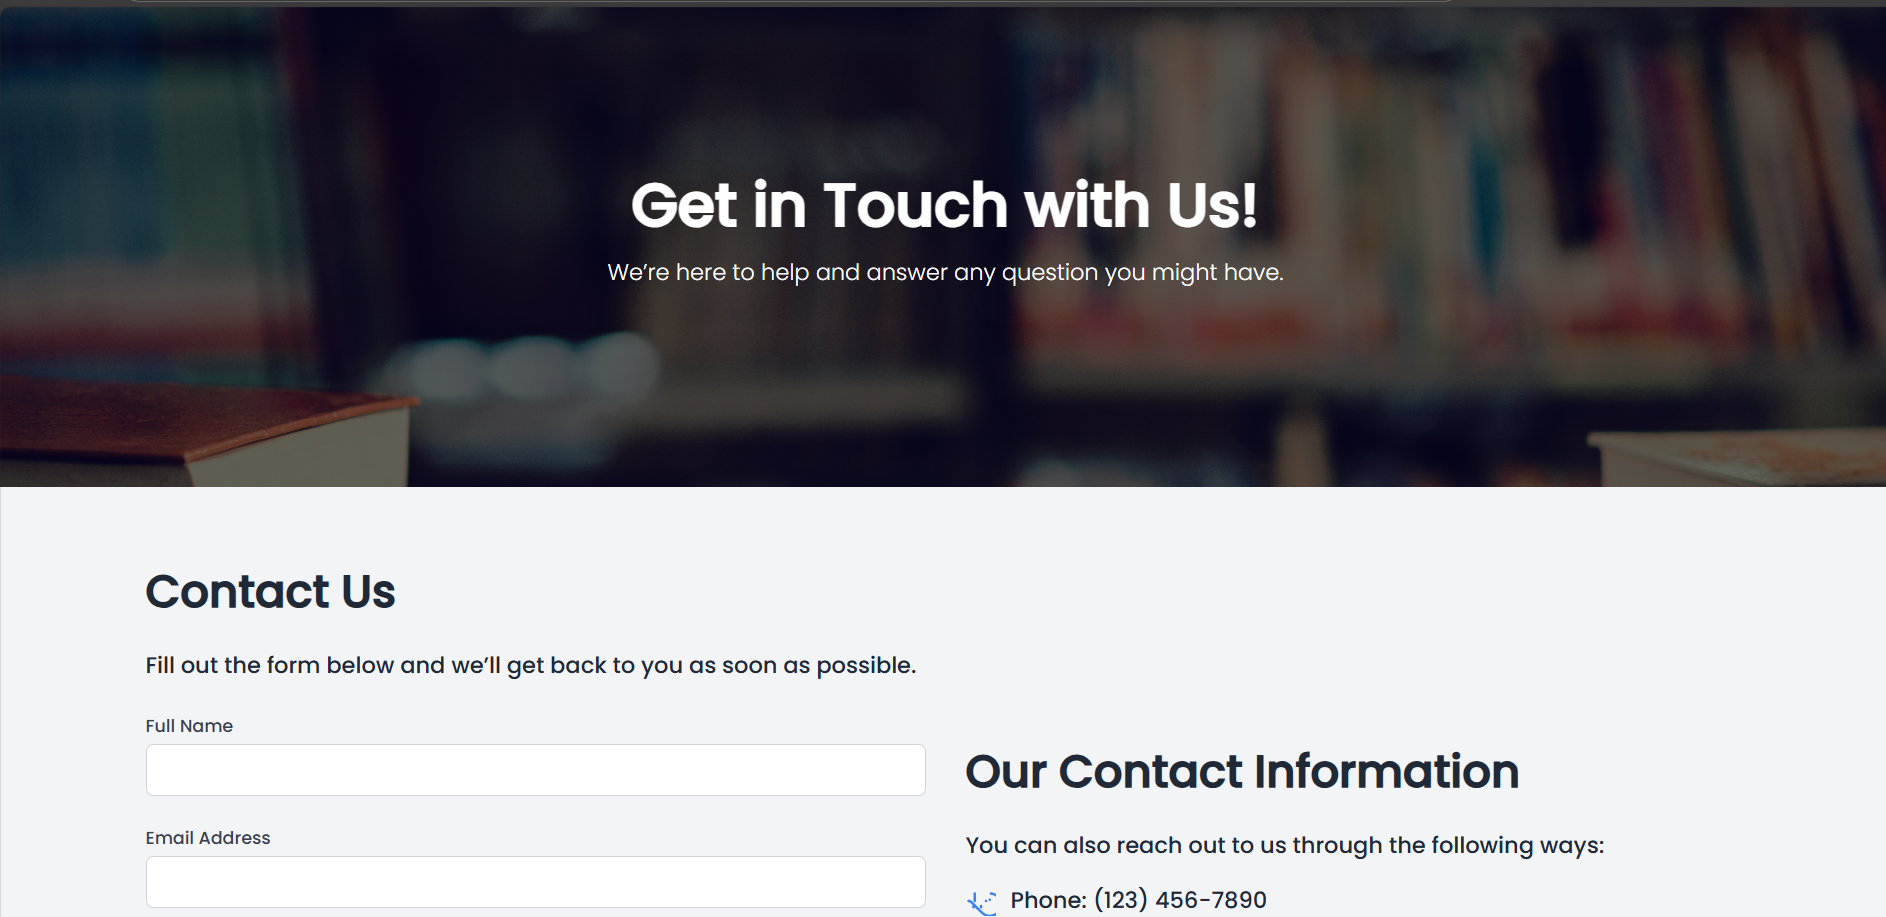 Get in Touch with Us!
We’re here to help and answer any question you might have.
Contact Us
Fill out the form below and we’ll get back to you as soon as possible.
Full Name
Email Address
Our Contact Information
You can also reach out to us through the following ways:
Phone: (123) 456-7890